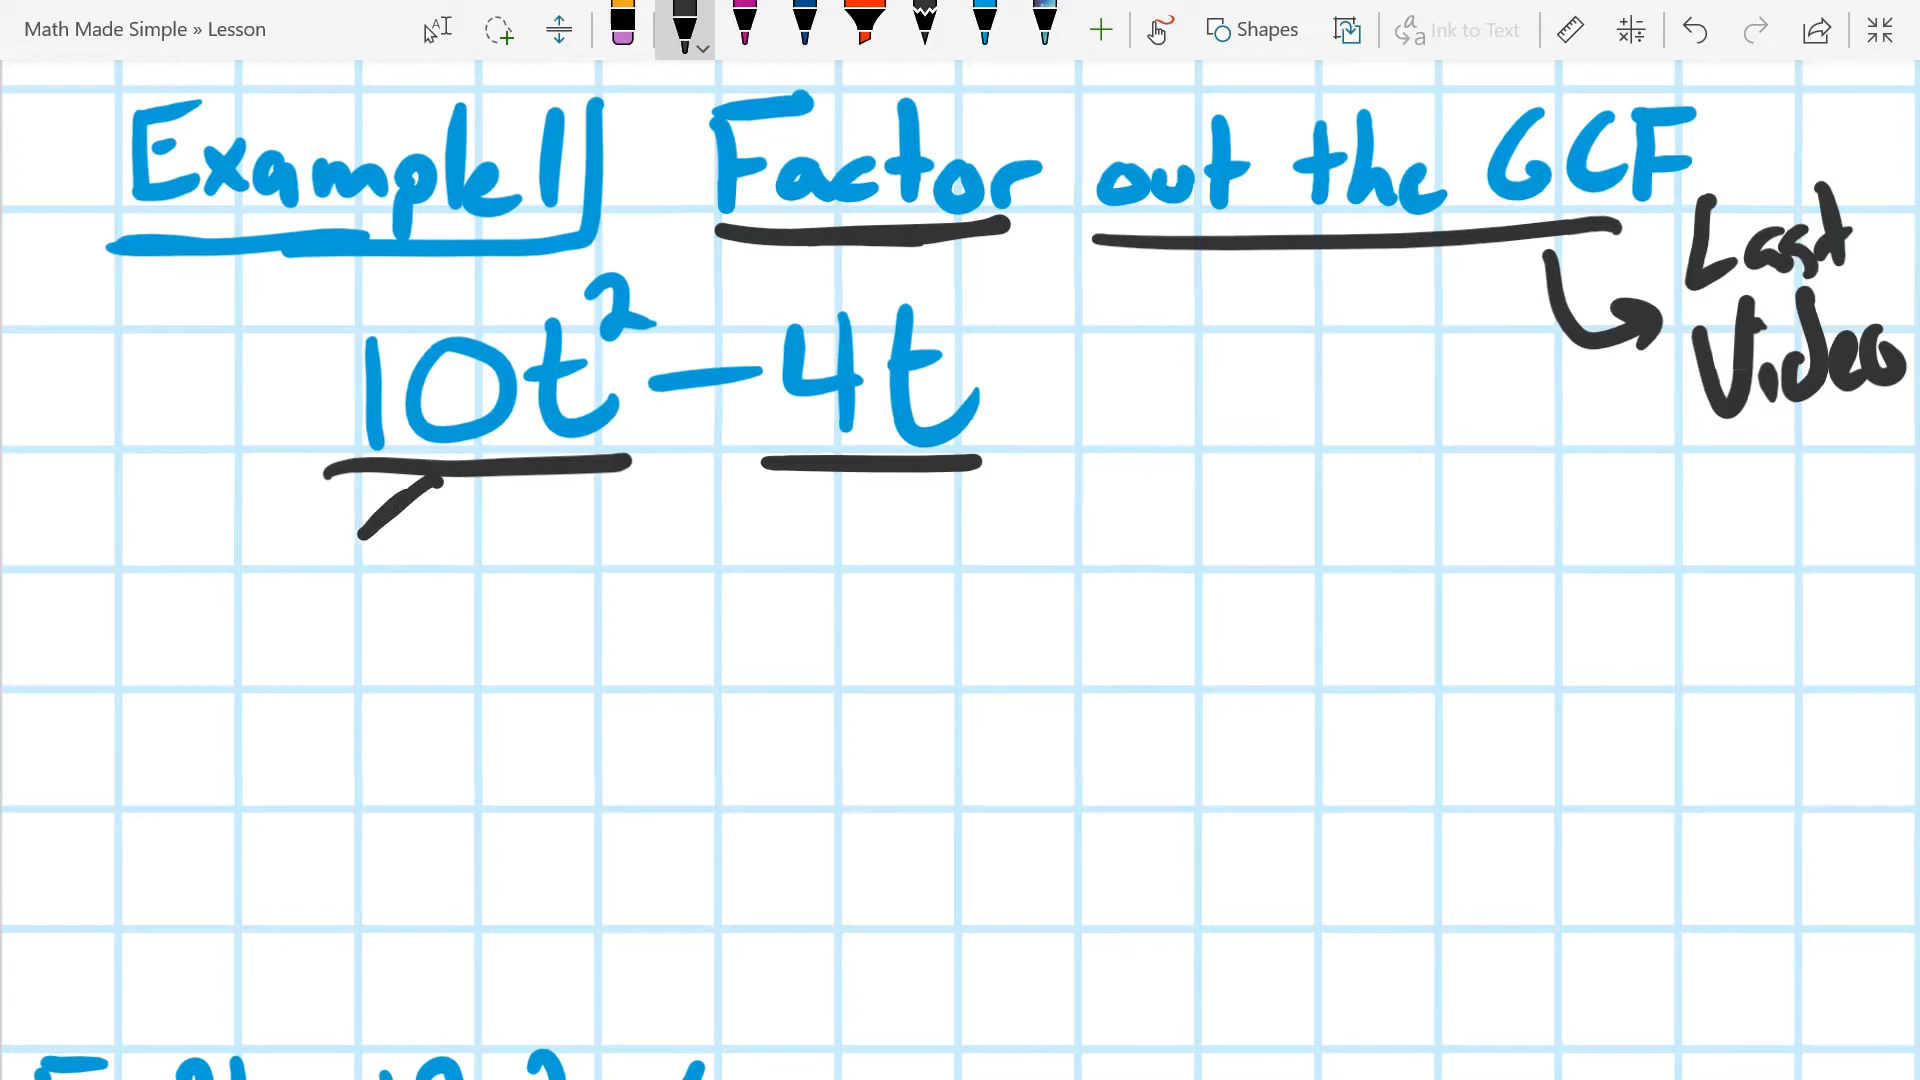 Math Made Simple » Lesson
Shapes
Ink to Text
Example 1 Factor out the GCF
Last
Video
10t² - 4t